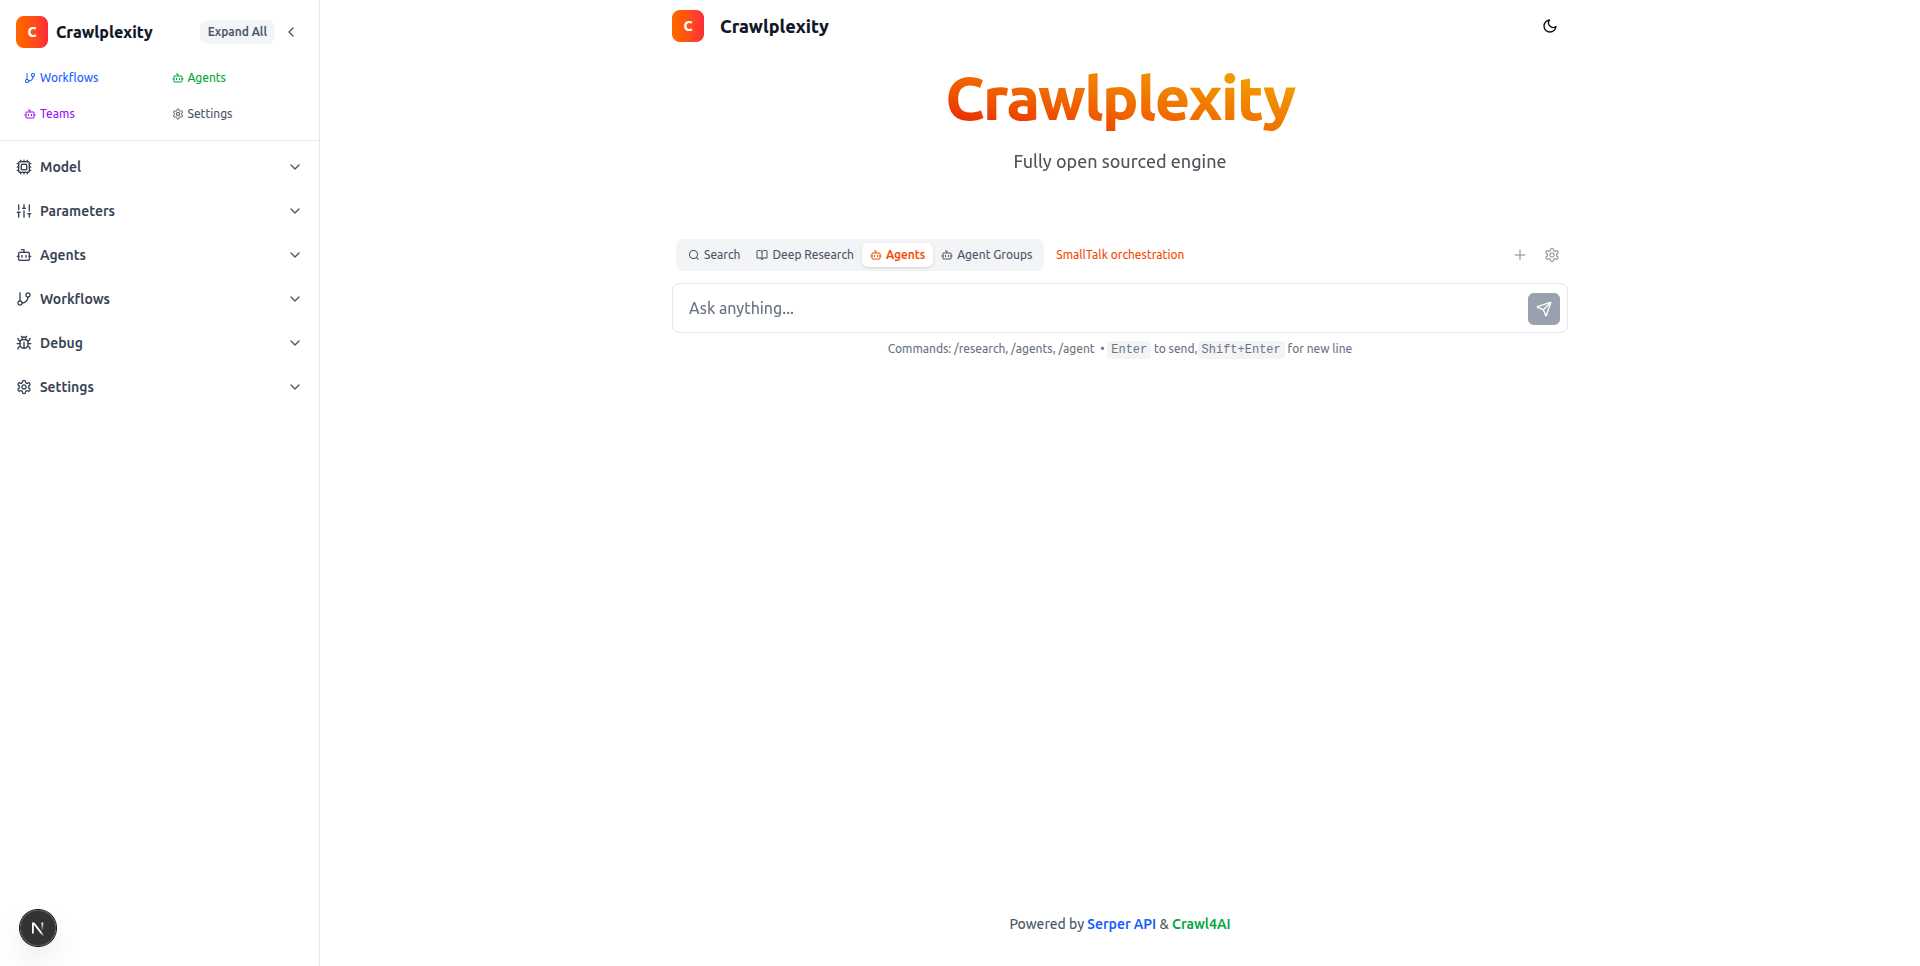 C Crawlplexity Expand All
Workflows Agents
Teams Settings
Model
Parameters
Agents
Workflows
Debug
Settings
N
C Crawlplexity
Crawlplexity
Fully open sourced engine
Search Deep Research Agents Agent Groups SmallTalk orchestration
Ask anything...
Commands: /research, /agents, /agent • Enter to send, Shift+Enter for new line
Powered by Serper API & Crawl4AI